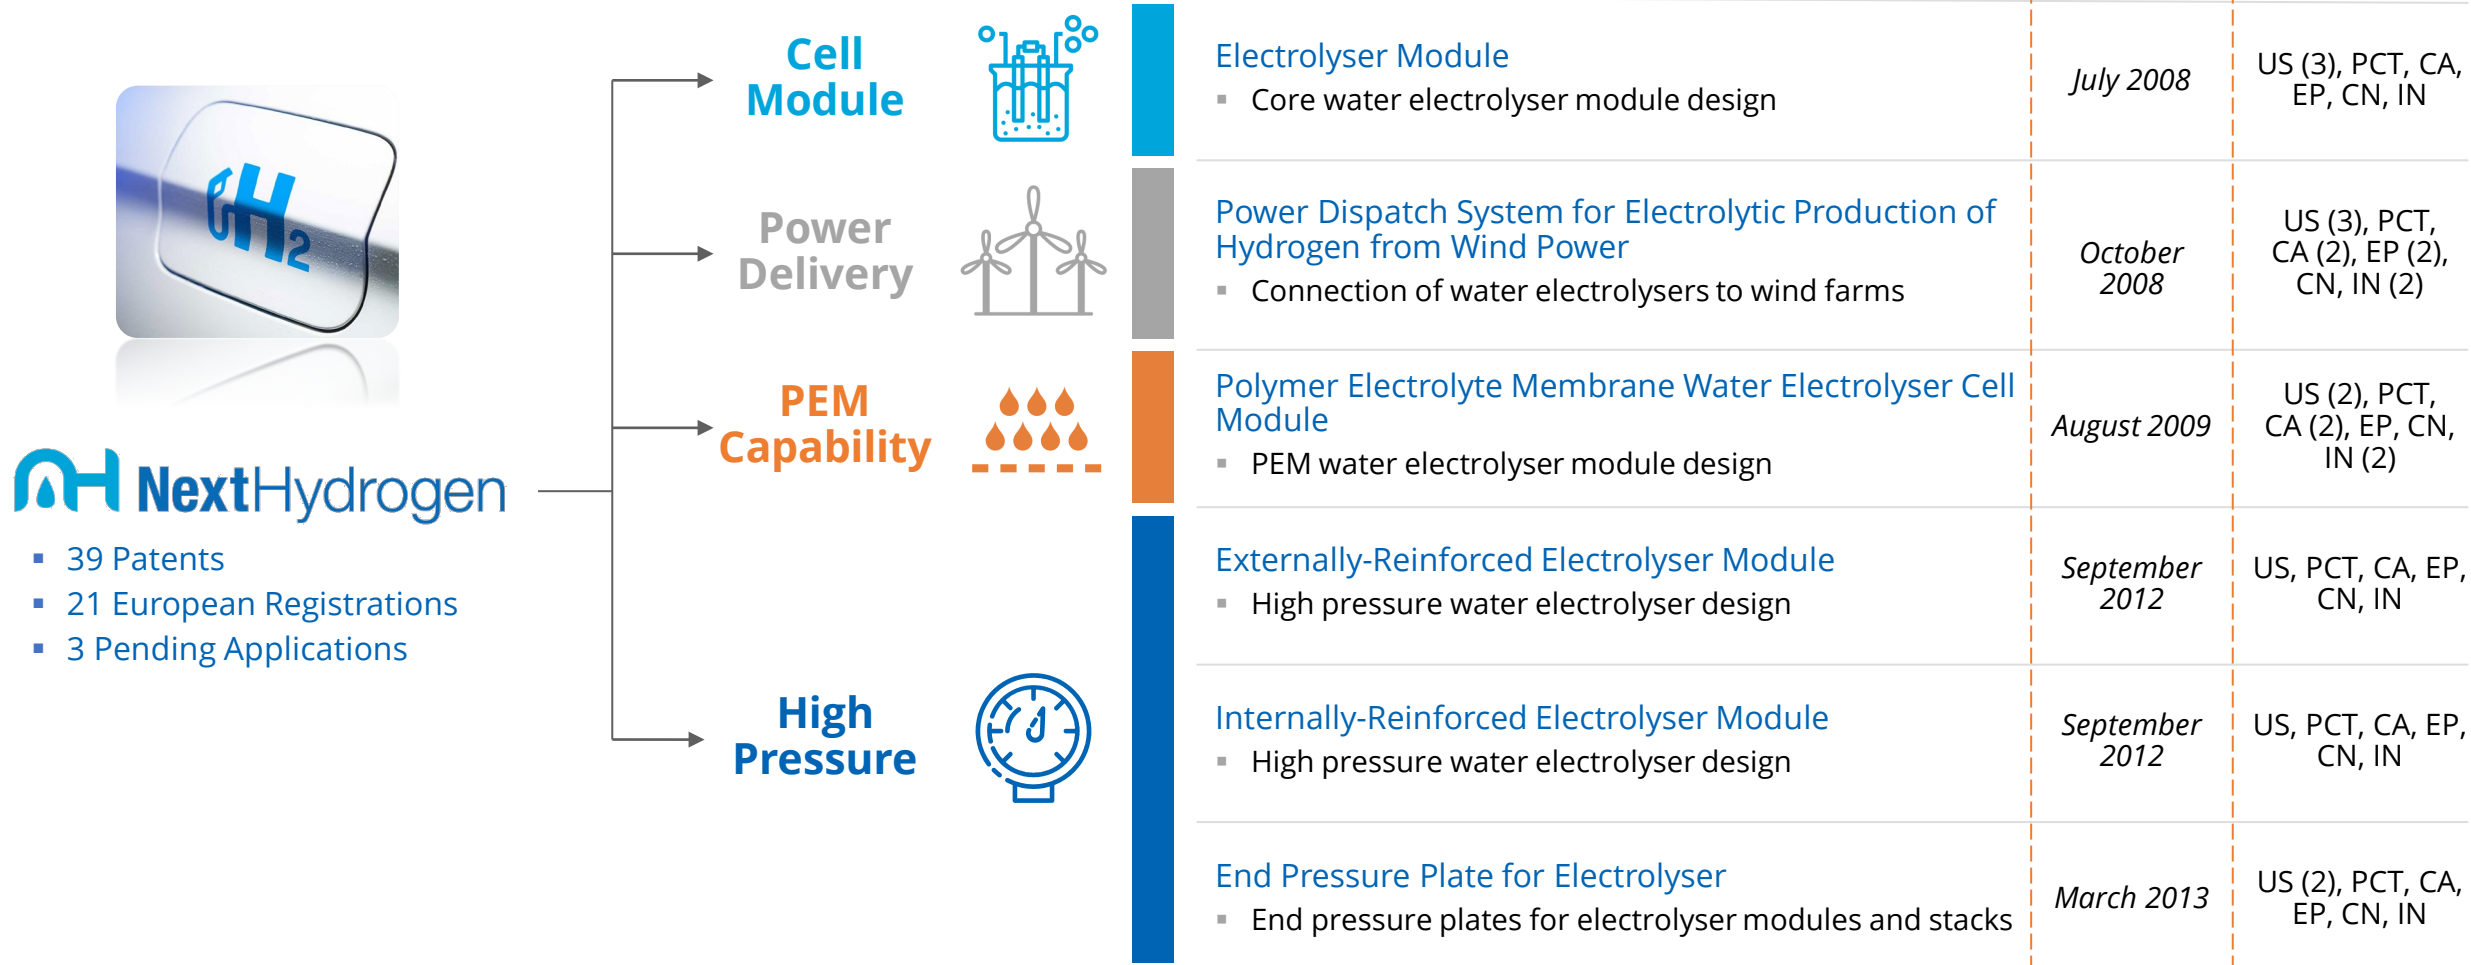 H2
NextHydrogen
▪ 39 Patents
▪ 21 European Registrations
▪ 3 Pending Applications
Cell
Module
Electrolyser Module
▪ Core water electrolyser module design
July 2008
US (3), PCT, CA,
EP, CN, IN
Power
Delivery
Power Dispatch System for Electrolytic Production of
Hydrogen from Wind Power
▪ Connection of water electrolysers to wind farms
October
2008
US (3), PCT,
CA (2), EP (2),
CN, IN (2)
PEM
Capability
Polymer Electrolyte Membrane Water Electrolyser Cell
Module
▪ PEM water electrolyser module design
August 2009
US (2), PCT,
CA (2), EP, CN,
IN (2)
High
Pressure
Externally-Reinforced Electrolyser Module
▪ High pressure water electrolyser design
September
2012
US, PCT, CA, EP,
CN, IN
Internally-Reinforced Electrolyser Module
▪ High pressure water electrolyser design
September
2012
US, PCT, CA, EP,
CN, IN
End Pressure Plate for Electrolyser
▪ End pressure plates for electrolyser modules and stacks
March 2013
US (2), PCT, CA,
EP, CN, IN